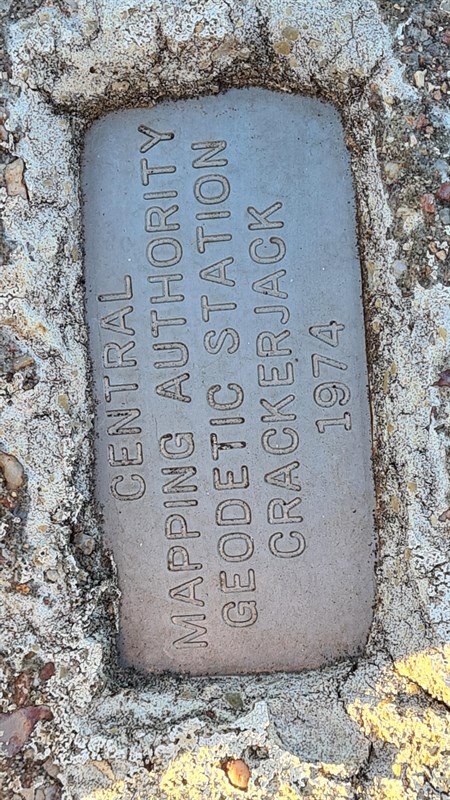 CENTRAL
MAPPING AUTHORITY
GEODETIC STATION
CRACKERJACK
1974